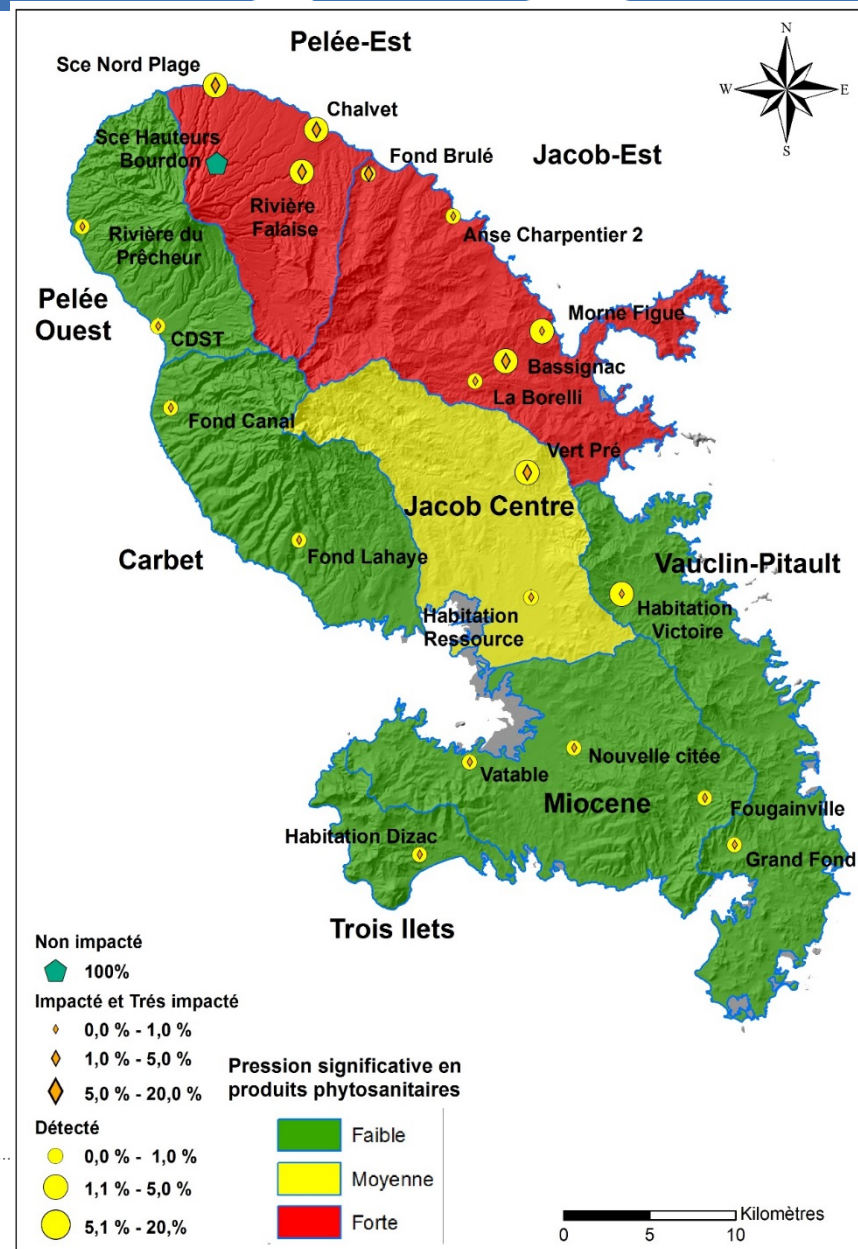 Pelée-Est
Sce Nord Plage
Chalvet
Sce Hauteurs
Bourdon
Fond Brulé
Jacob-Est
N
W
E
S
Rivière
Falaise
Anse Charpentier 2
Rivière du
Prêcheur
Pelée
Ouest
CDST
Morne Figue
Bassignac
La Borelli
Fond Canal
Vert Pré
Jacob Centre
Carbet
Fond Lahaye
Vauclin-Pitault
Habitation
Ressource
Habitation
Victoire
Nouvelle citée
Vatable
Miocene
Fougainville
Habitation Dizac
Grand Fond
Trois Ilets
Non impacté
100%
Impacté et Trés impacté
0,0 % - 1,0 %
1,0 % - 5,0 %
5,0 % - 20,0 %
Détecté
0,0 % - 1,0 %
1,1 % - 5,0 %
5,1 % - 20,%
Pression significative en
produits phytosanitaires
Faible
Moyenne
Forte
Kilomètres
0 5 10